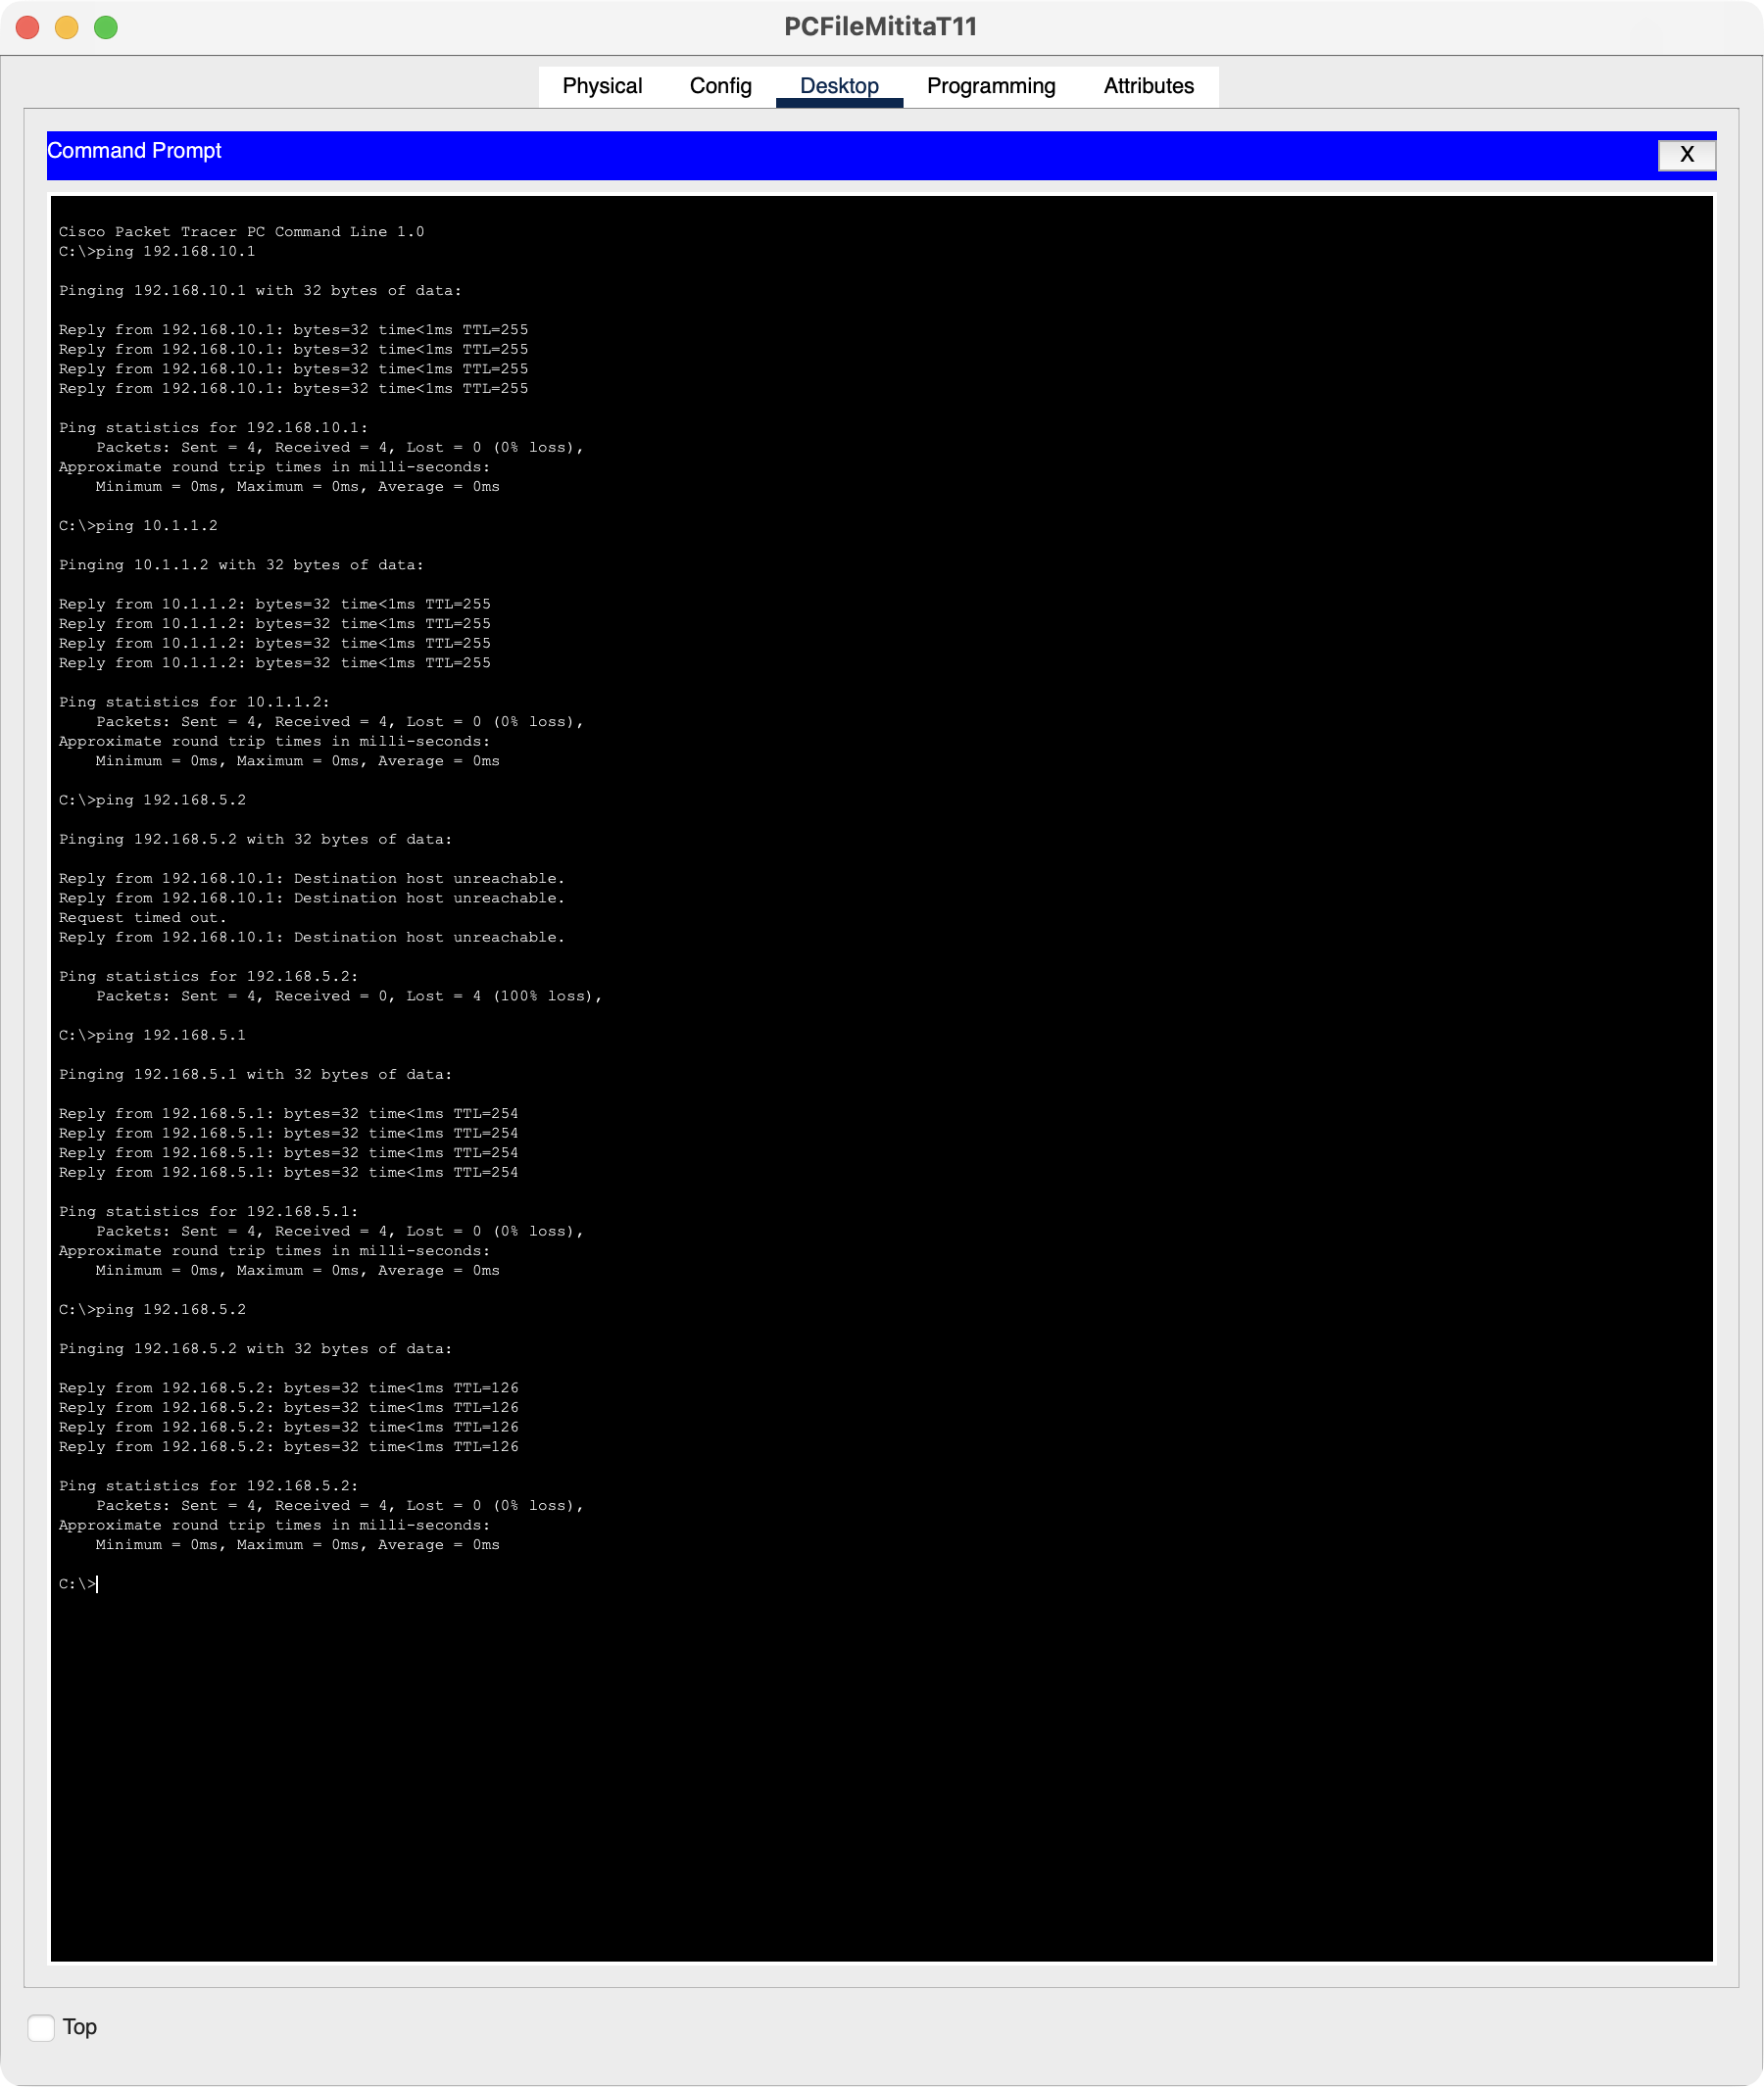 PCFileMititaT11
Physical Config Desktop Programming Attributes
Command Prompt X
Cisco Packet Tracer PC Command Line 1.0
C:\>ping 192.168.10.1
Pinging 192.168.10.1 with 32 bytes of data:
Reply from 192.168.10.1: bytes=32 time<1ms TTL=255
Reply from 192.168.10.1: bytes=32 time<1ms TTL=255
Reply from 192.168.10.1: bytes=32 time<1ms TTL=255
Reply from 192.168.10.1: bytes=32 time<1ms TTL=255
Ping statistics for 192.168.10.1:
    Packets: Sent = 4, Received = 4, Lost = 0 (0% loss),
Approximate round trip times in milli-seconds:
    Minimum = 0ms, Maximum = 0ms, Average = 0ms
C:\>ping 10.1.1.2
Pinging 10.1.1.2 with 32 bytes of data:
Reply from 10.1.1.2: bytes=32 time<1ms TTL=255
Reply from 10.1.1.2: bytes=32 time<1ms TTL=255
Reply from 10.1.1.2: bytes=32 time<1ms TTL=255
Reply from 10.1.1.2: bytes=32 time<1ms TTL=255
Ping statistics for 10.1.1.2:
    Packets: Sent = 4, Received = 4, Lost = 0 (0% loss),
Approximate round trip times in milli-seconds:
    Minimum = 0ms, Maximum = 0ms, Average = 0ms
C:\>ping 192.168.5.2
Pinging 192.168.5.2 with 32 bytes of data:
Reply from 192.168.10.1: Destination host unreachable.
Reply from 192.168.10.1: Destination host unreachable.
Request timed out.
Reply from 192.168.10.1: Destination host unreachable.
Ping statistics for 192.168.5.2:
    Packets: Sent = 4, Received = 0, Lost = 4 (100% loss),
C:\>ping 192.168.5.1
Pinging 192.168.5.1 with 32 bytes of data:
Reply from 192.168.5.1: bytes=32 time<1ms TTL=254
Reply from 192.168.5.1: bytes=32 time<1ms TTL=254
Reply from 192.168.5.1: bytes=32 time<1ms TTL=254
Reply from 192.168.5.1: bytes=32 time<1ms TTL=254
Ping statistics for 192.168.5.1:
    Packets: Sent = 4, Received = 4, Lost = 0 (0% loss),
Approximate round trip times in milli-seconds:
    Minimum = 0ms, Maximum = 0ms, Average = 0ms
C:\>ping 192.168.5.2
Pinging 192.168.5.2 with 32 bytes of data:
Reply from 192.168.5.2: bytes=32 time<1ms TTL=126
Reply from 192.168.5.2: bytes=32 time<1ms TTL=126
Reply from 192.168.5.2: bytes=32 time<1ms TTL=126
Reply from 192.168.5.2: bytes=32 time<1ms TTL=126
Ping statistics for 192.168.5.2:
    Packets: Sent = 4, Received = 4, Lost = 0 (0% loss),
Approximate round trip times in milli-seconds:
    Minimum = 0ms, Maximum = 0ms, Average = 0ms
C:\>
Top